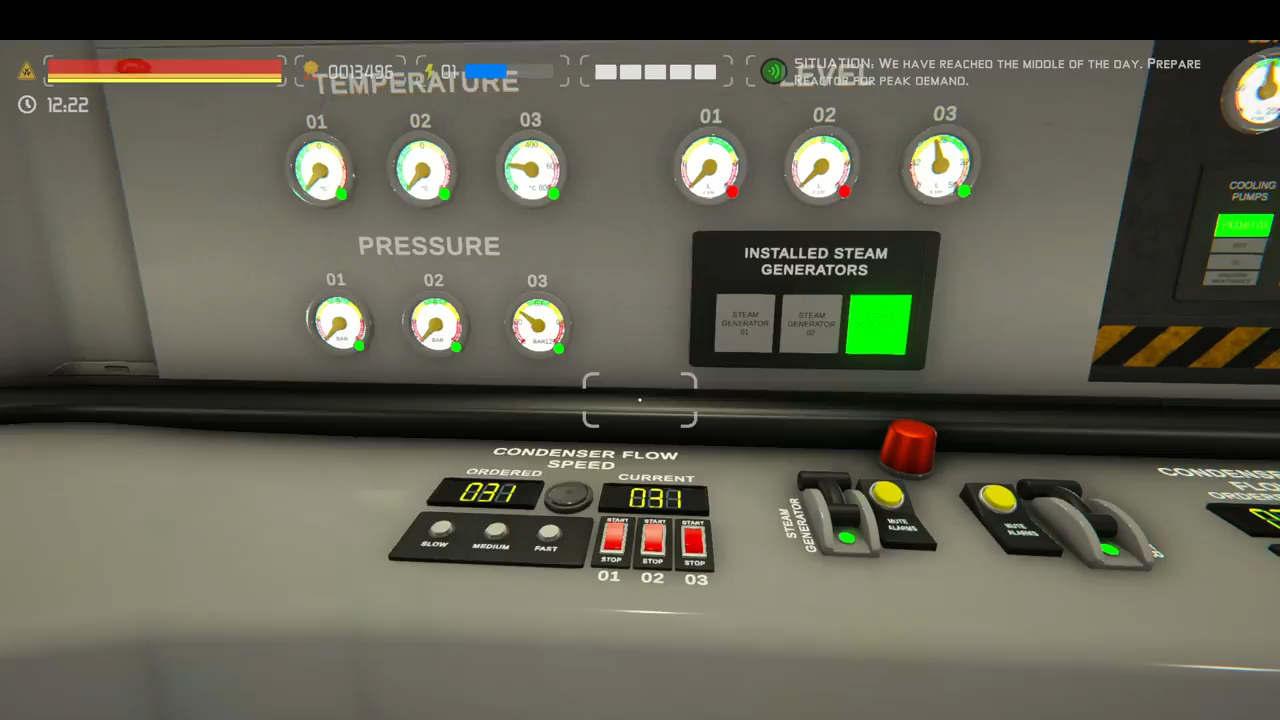 0013496
01
SITUATION: WE HAVE REACHED THE MIDDLE OF THE DAY. PREPARE
REACTOR FOR PEAK DEMAND.
12:22
TEMPERATURE
LEVEL
01 02 03
01 02 03
PRESSURE
01 02 03
INSTALLED STEAM
GENERATORS
STEAM
GENERATOR
01
STEAM
GENERATOR
02
COOLING
PUMPS
CONDENSER FLOW
SPEED
ORDERED
CURRENT
031
031
SLOW MEDIUM FAST
START START START
STOP STOP STOP
01 02 03
STEAM
GENERATOR
MUTE
ALARMS
MUTE
ALARMS
ORDERED